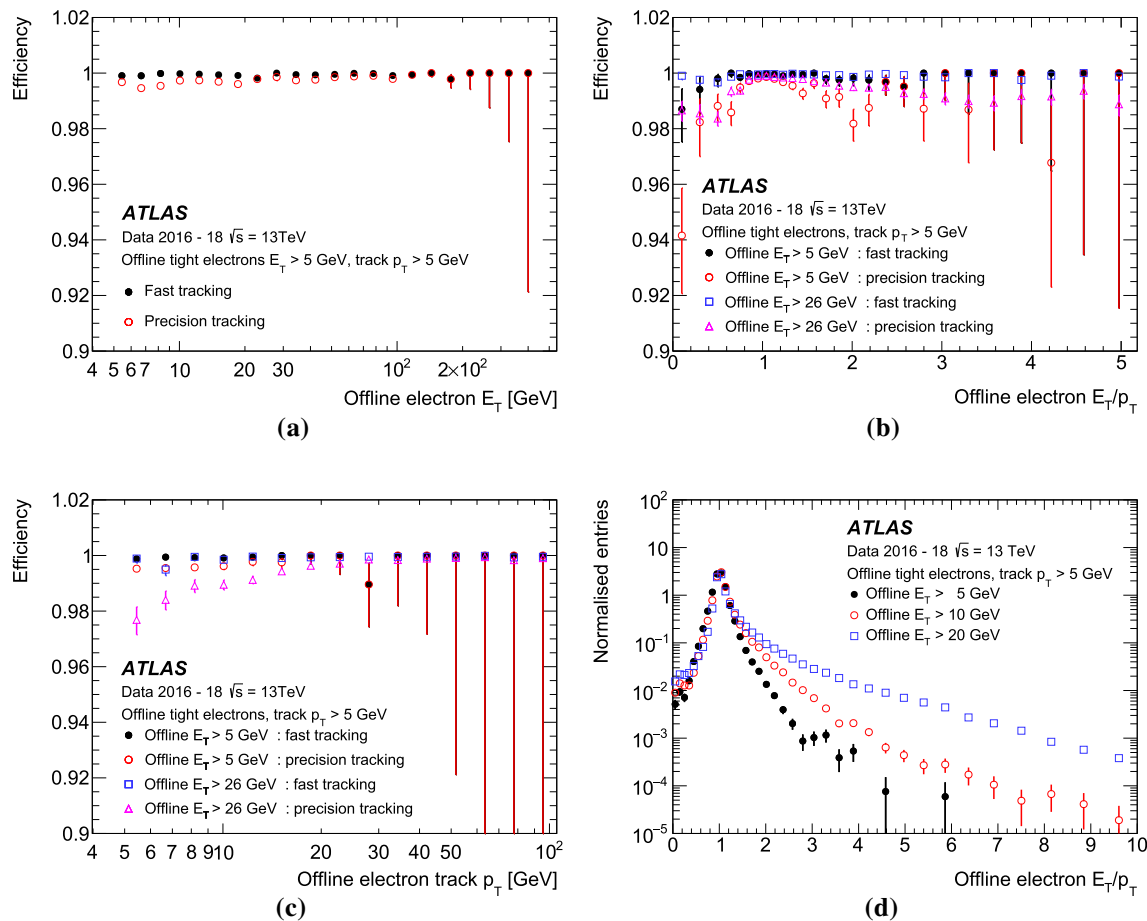 Efficiency
1.02
1
0.98
0.96
0.94
0.92
0.9
ATLAS
Data 2016 - 18 √s = 13TeV
Offline tight electrons E_T > 5 GeV, track p_T > 5 GeV
Fast tracking
Precision tracking
4 5 6 7 10 20 30 10² 2×10²
Offline electron E_T [GeV]
(a)
Efficiency
1.02
1
0.98
0.96
0.94
0.92
0.9
ATLAS
Data 2016 - 18 √s = 13TeV
Offline tight electrons, track p_T > 5 GeV
Offline E_T > 5 GeV : fast tracking
Offline E_T > 5 GeV : precision tracking
Offline E_T > 26 GeV : fast tracking
Offline E_T > 26 GeV : precision tracking
0 1 2 3 4 5
Offline electron E_T/p_T
(b)
Efficiency
1.02
1
0.98
0.96
0.94
0.92
0.9
ATLAS
Data 2016 - 18 √s = 13TeV
Offline tight electrons, track p_T > 5 GeV
Offline E_T > 5 GeV : fast tracking
Offline E_T > 5 GeV : precision tracking
Offline E_T > 26 GeV : fast tracking
Offline E_T > 26 GeV : precision tracking
4 5 6 7 8 9 10 20 30 40 50 10²
Offline electron track p_T [GeV]
(c)
Normalised entries
10²
10
1
10⁻¹
10⁻²
10⁻³
10⁻⁴
10⁻⁵
ATLAS
Data 2016 - 18 √s = 13 TeV
Offline tight electrons, track p_T > 5 GeV
Offline E_T > 5 GeV
Offline E_T > 10 GeV
Offline E_T > 20 GeV
0 1 2 3 4 5 6 7 8 9 10
Offline electron E_T/p_T
(d)